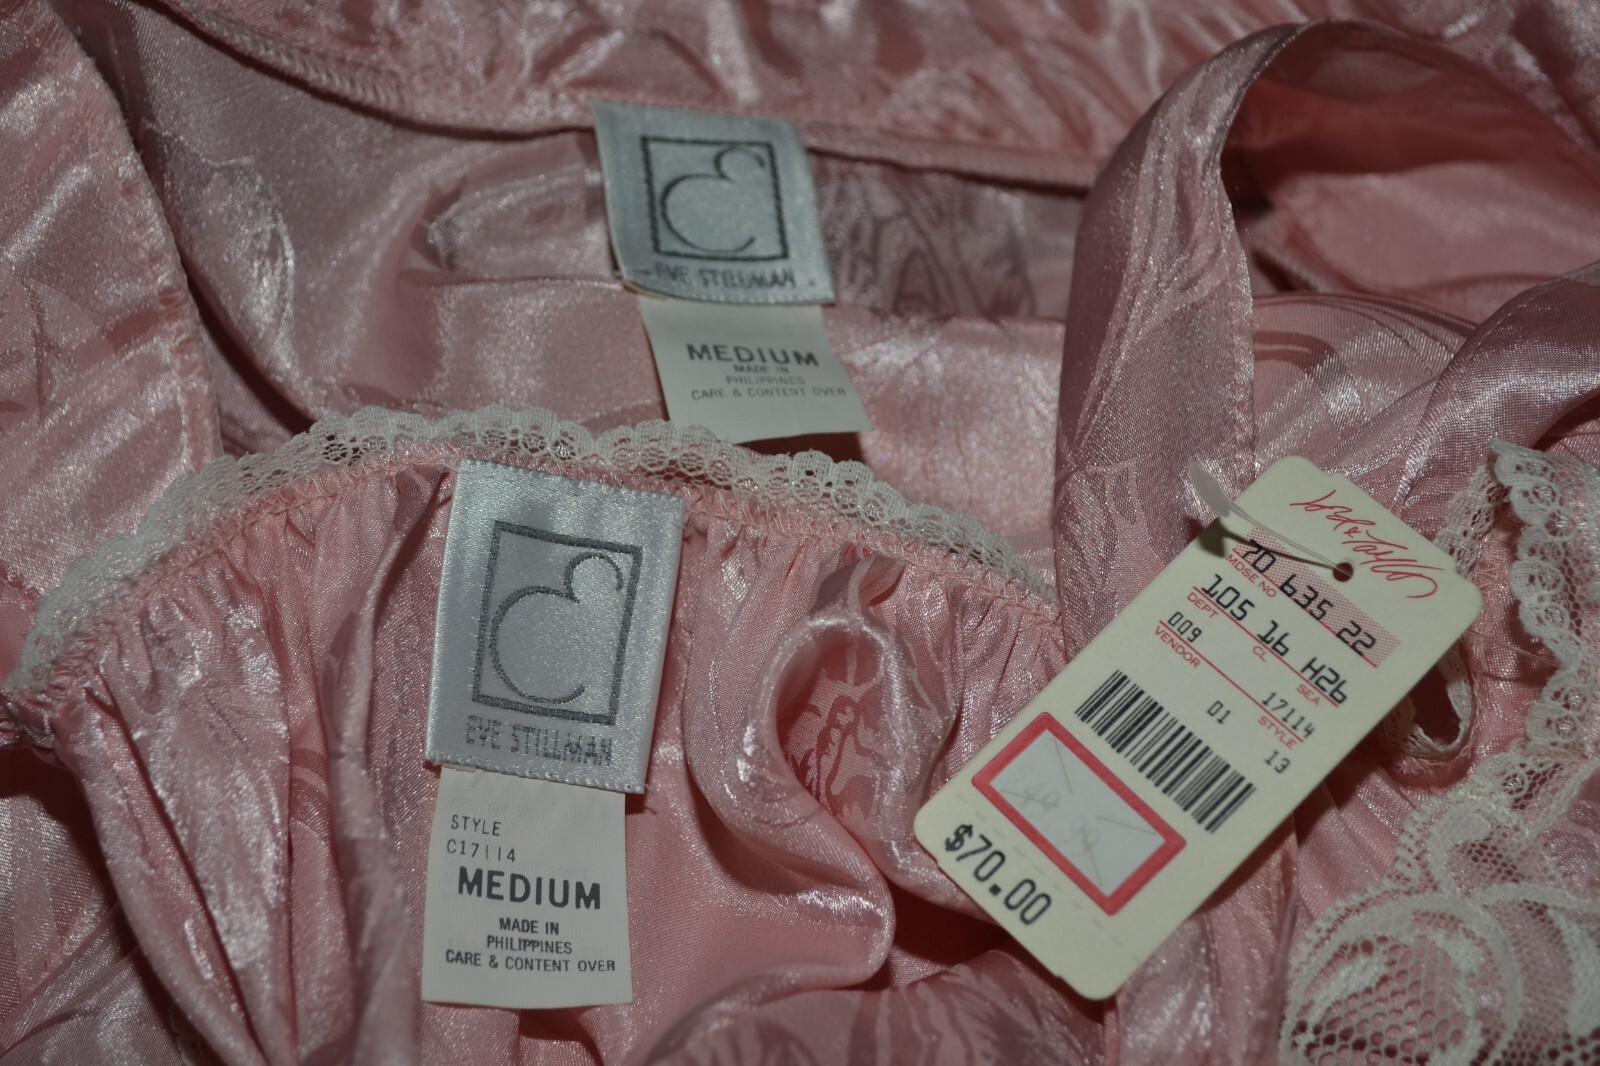 EVE STILLMAN
MEDIUM
MADE IN
PHILIPPINES
CARE & CONTENT OVER
EVE STILLMAN
STYLE
C17114
MEDIUM
MADE IN
PHILIPPINES
CARE & CONTENT OVER
Lord & Taylor
70 635 22
MDSE NO
105 16 H26
DEPT CL SEA
009 17114
VENDOR STYLE
01 13
$70.00